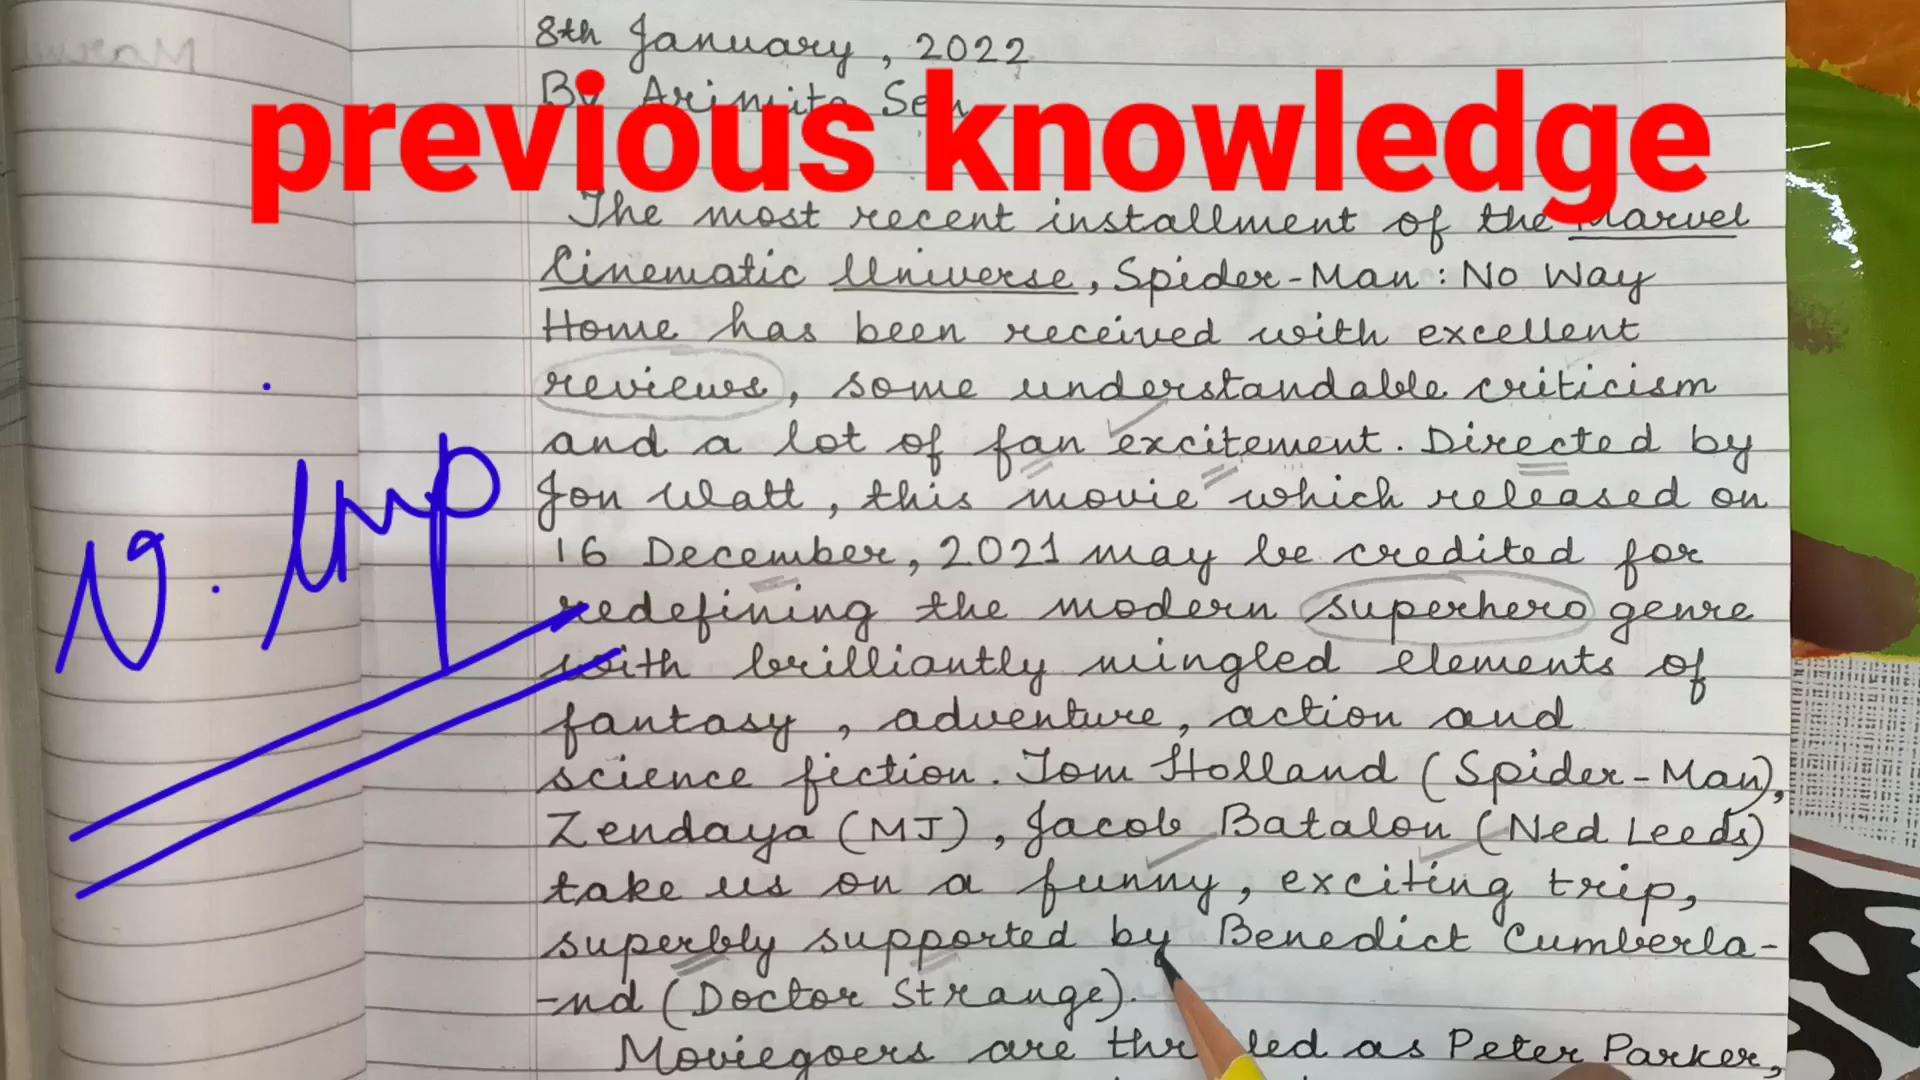 8th January, 2022
By Arimita Sen
previous knowledge
The most recent installment of the Marvel
Cinematic Universe, Spider-Man: No Way
Home has been received with excellent
reviews, some understandable criticism
and a lot of fan excitement. Directed by
Jon Watt, this movie which released on
16 December, 2021 may be credited for
redefining the modern superhero genre
with brilliantly mingled elements of
fantasy, adventure, action and
science fiction. Tom Holland (Spider-Man),
Zendaya (MJ), Jacob Batalon (Ned Leeds)
take us on a funny, exciting trip,
superbly supported by Benedict Cumberla-
-nd (Doctor Strange).
Moviegoers are thrilled as Peter Parker,
V. Imp